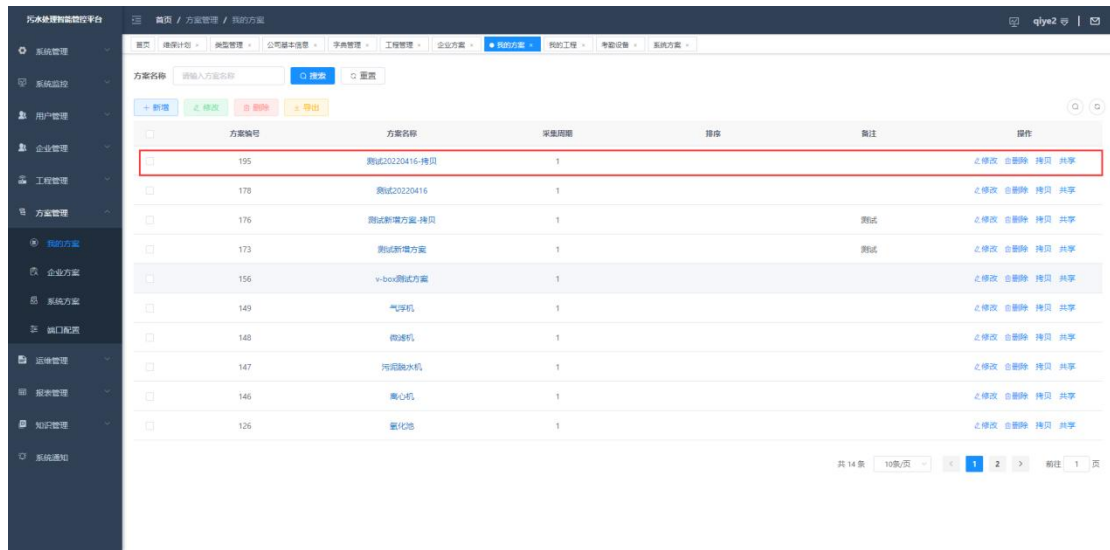 污水处理智能管控平台
首页 / 方案管理 / 我的方案
qiye2
首页 维保计划 × 类型管理 × 公司基本信息 × 字典管理 × 工程管理 × 企业方案 × 我的方案 × 我的工程 × 考勤设备 × 系统方案 ×
系统管理
系统监控
用户管理
企业管理
工程管理
方案管理
我的方案
企业方案
系统方案
端口配置
运维管理
报表管理
知识管理
系统通知
方案名称 请输入方案名称 搜索 重置
+ 新增 修改 删除 导出
方案编号 方案名称 采集周期 排序 备注 操作
195 测试20220416-拷贝 1 修改 删除 拷贝 共享
178 测试20220416 1 修改 删除 拷贝 共享
176 测试新增方案-拷贝 1 测试 修改 删除 拷贝 共享
173 测试新增方案 1 测试 修改 删除 拷贝 共享
156 v-box测试方案 1 修改 删除 拷贝 共享
149 气浮机 1 修改 删除 拷贝 共享
148 微滤机 1 修改 删除 拷贝 共享
147 污泥脱水机 1 修改 删除 拷贝 共享
146 离心机 1 修改 删除 拷贝 共享
126 氧化池 1 修改 删除 拷贝 共享
共 14 条 10条/页 < 1 2 > 前往 1 页